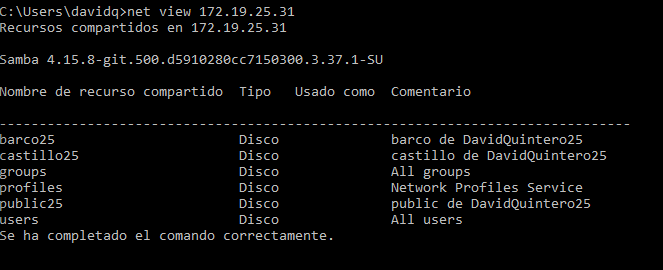 C:\Users\davidq>net view 172.19.25.31
Recursos compartidos en 172.19.25.31
Samba 4.15.8-git.500.d5910280cc7150300.3.37.1-SU
Nombre de recurso compartido  Tipo   Usado como  Comentario
-------------------------------------------------------------------------------
barco25                       Disco              barco de DavidQuintero25
castillo25                    Disco              castillo de DavidQuintero25
groups                        Disco              All groups
profiles                      Disco              Network Profiles Service
public25                      Disco              public de DavidQuintero25
users                         Disco              All users
Se ha completado el comando correctamente.